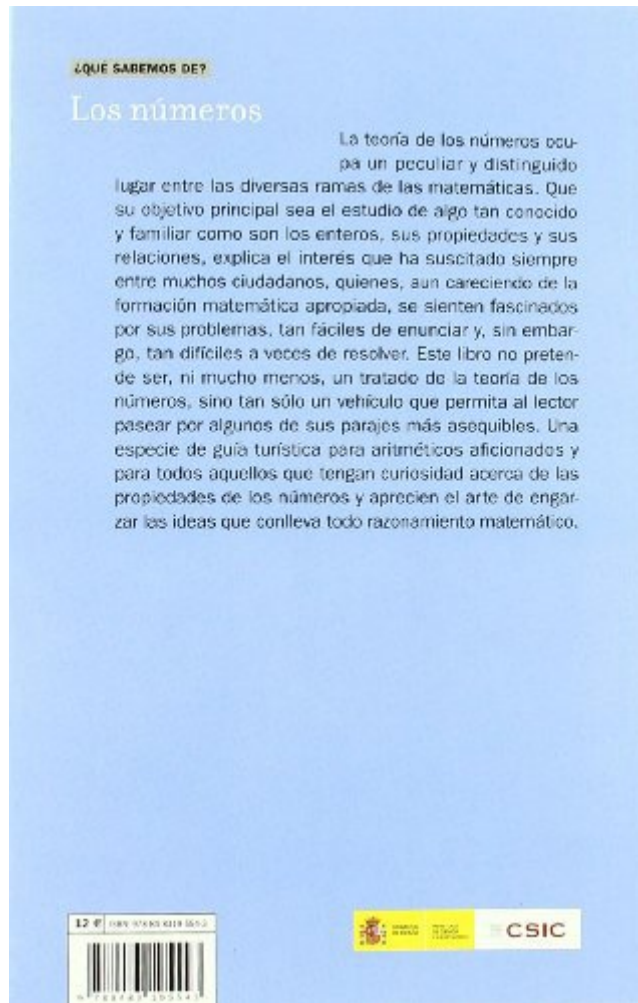 ¿QUÉ SABEMOS DE?
Los números
La teoría de los números ocu-
pa un peculiar y distinguido
lugar entre las diversas ramas de las matemáticas. Que
su objetivo principal sea el estudio de algo tan conocido
y familiar como son los enteros, sus propiedades y sus
relaciones, explica el interés que ha suscitado siempre
entre muchos ciudadanos, quienes, aun careciendo de la
formación matemática apropiada, se sienten fascinados
por sus problemas, tan fáciles de enunciar y, sin embar-
go, tan difíciles a veces de resolver. Este libro no preten-
de ser, ni mucho menos, un tratado de la teoría de los
números, sino tan sólo un vehículo que permita al lector
pasear por algunos de sus parajes más asequibles. Una
especie de guía turística para aritméticos aficionados y
para todos aquellos que tengan curiosidad acerca de las
propiedades de los números y aprecien el arte de engar-
zar las ideas que conlleva todo razonamiento matemático.
12 € ISBN
CSIC